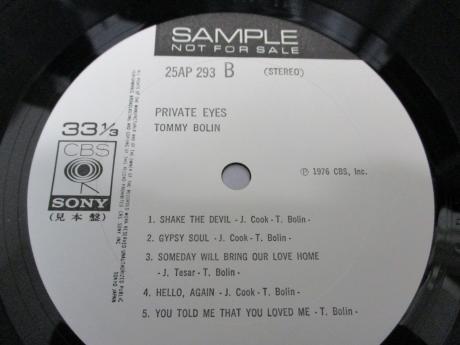 SAMPLE
NOT FOR SALE
25AP 293 B (STEREO)
PRIVATE EYES
TOMMY BOLIN
33 1/3
CBS
SONY
(見本盤)
℗ 1976 CBS, Inc.
1. SHAKE THE DEVIL - J. Cook - T. Bolin -
2. GYPSY SOUL - J. Cook - T. Bolin -
3. SOMEDAY WILL BRING OUR LOVE HOME
- J. Tesar - T. Bolin -
4. HELLO, AGAIN - J. Cook - T. Bolin -
5. YOU TOLD ME THAT YOU LOVED ME - T. Bolin -